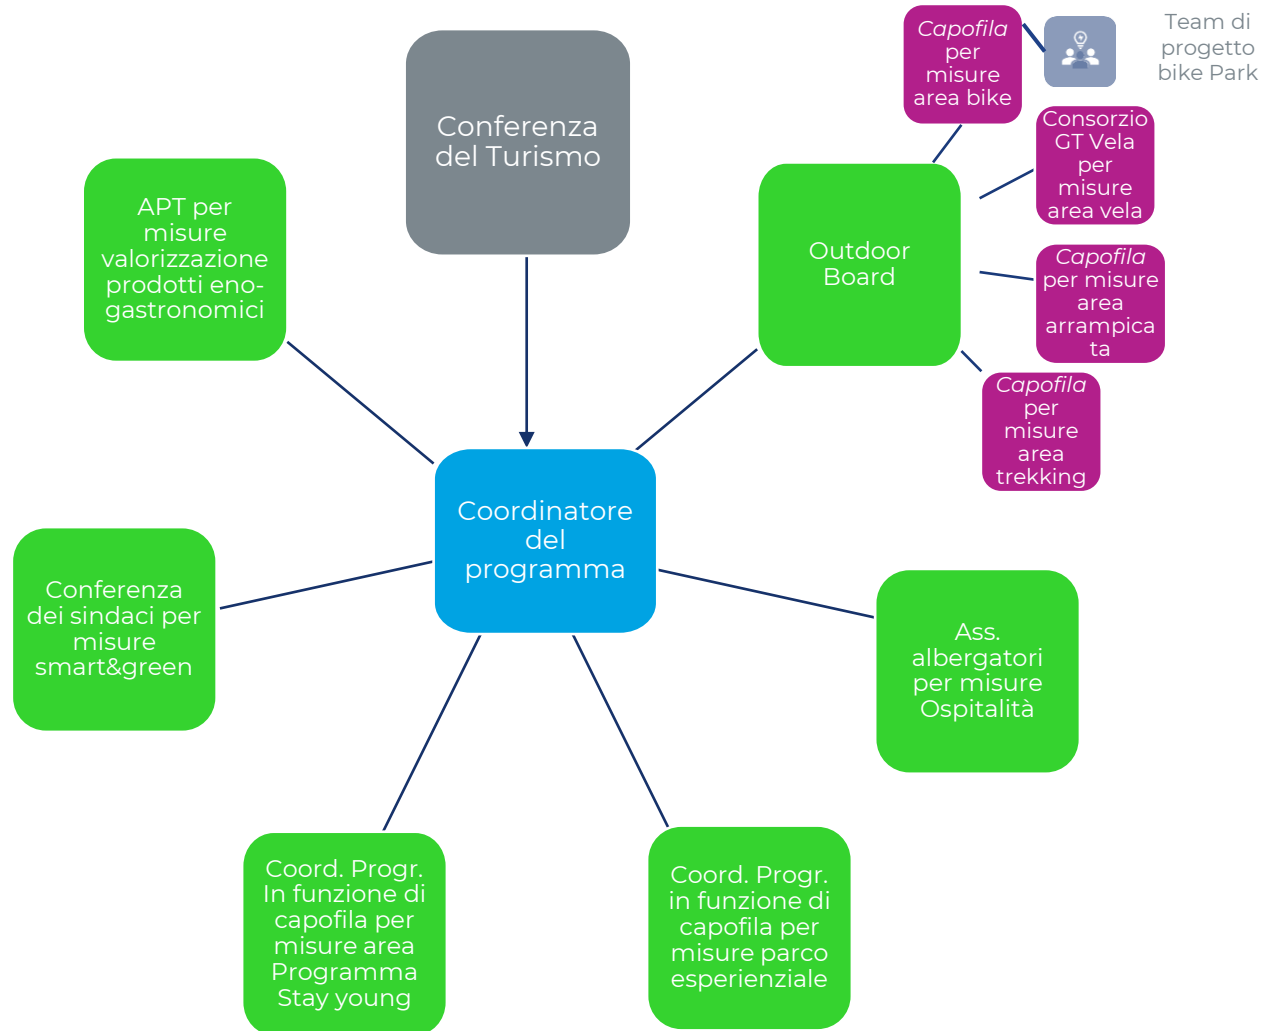 Capofila
per
misure
area bike
Team di
progetto
bike Park
Conferenza
del Turismo
Consorzio
GT Vela
per
misure
area vela
APT per
misure
valorizzazione
prodotti eno-
gastronomici
Outdoor
Board
Capofila
per misure
area
arrampica
ta
Capofila
per
misure
area
trekking
Coordinatore
del
programma
Conferenza
dei sindaci per
misure
smart&green
Ass.
albergatori
per misure
Ospitalità
Coord. Progr.
In funzione di
capofila per
misure area
Programma
Stay young
Coord. Progr.
in funzione di
capofila per
misure parco
esperienziale